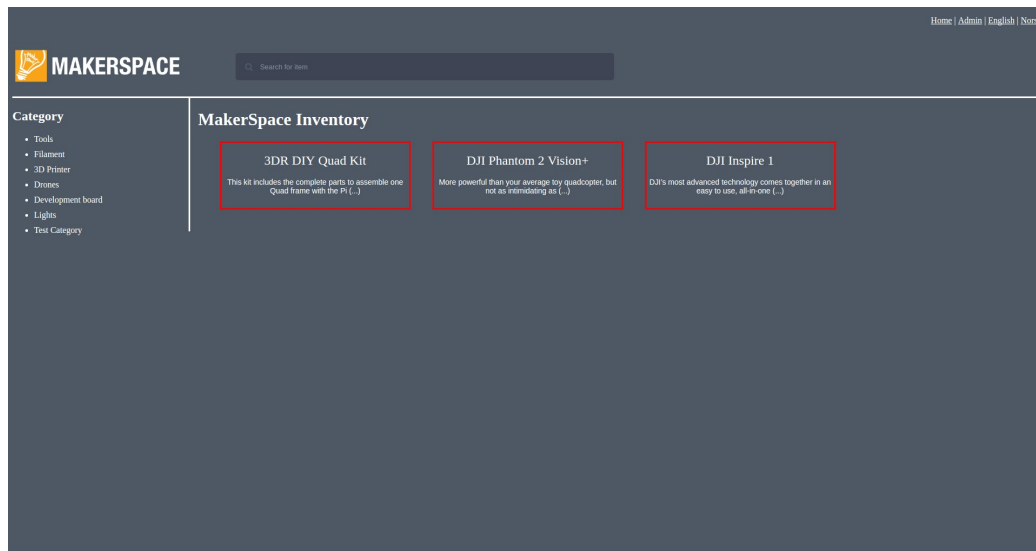 Home | Admin | English |
MAKERSPACE
Search for item
Category
Tools
Filament
3D Printer
Drones
Development board
Lights
Test Category
MakerSpace Inventory
3DR DIY Quad Kit
This kit includes the complete parts to assemble one
Quad frame with the Pi (...)
DJI Phantom 2 Vision+
More powerful than your average toy quadcopter, but
not as intimidating as (...)
DJI Inspire 1
DJI's most advanced technology comes together in an
easy to use, all-in-one (...)